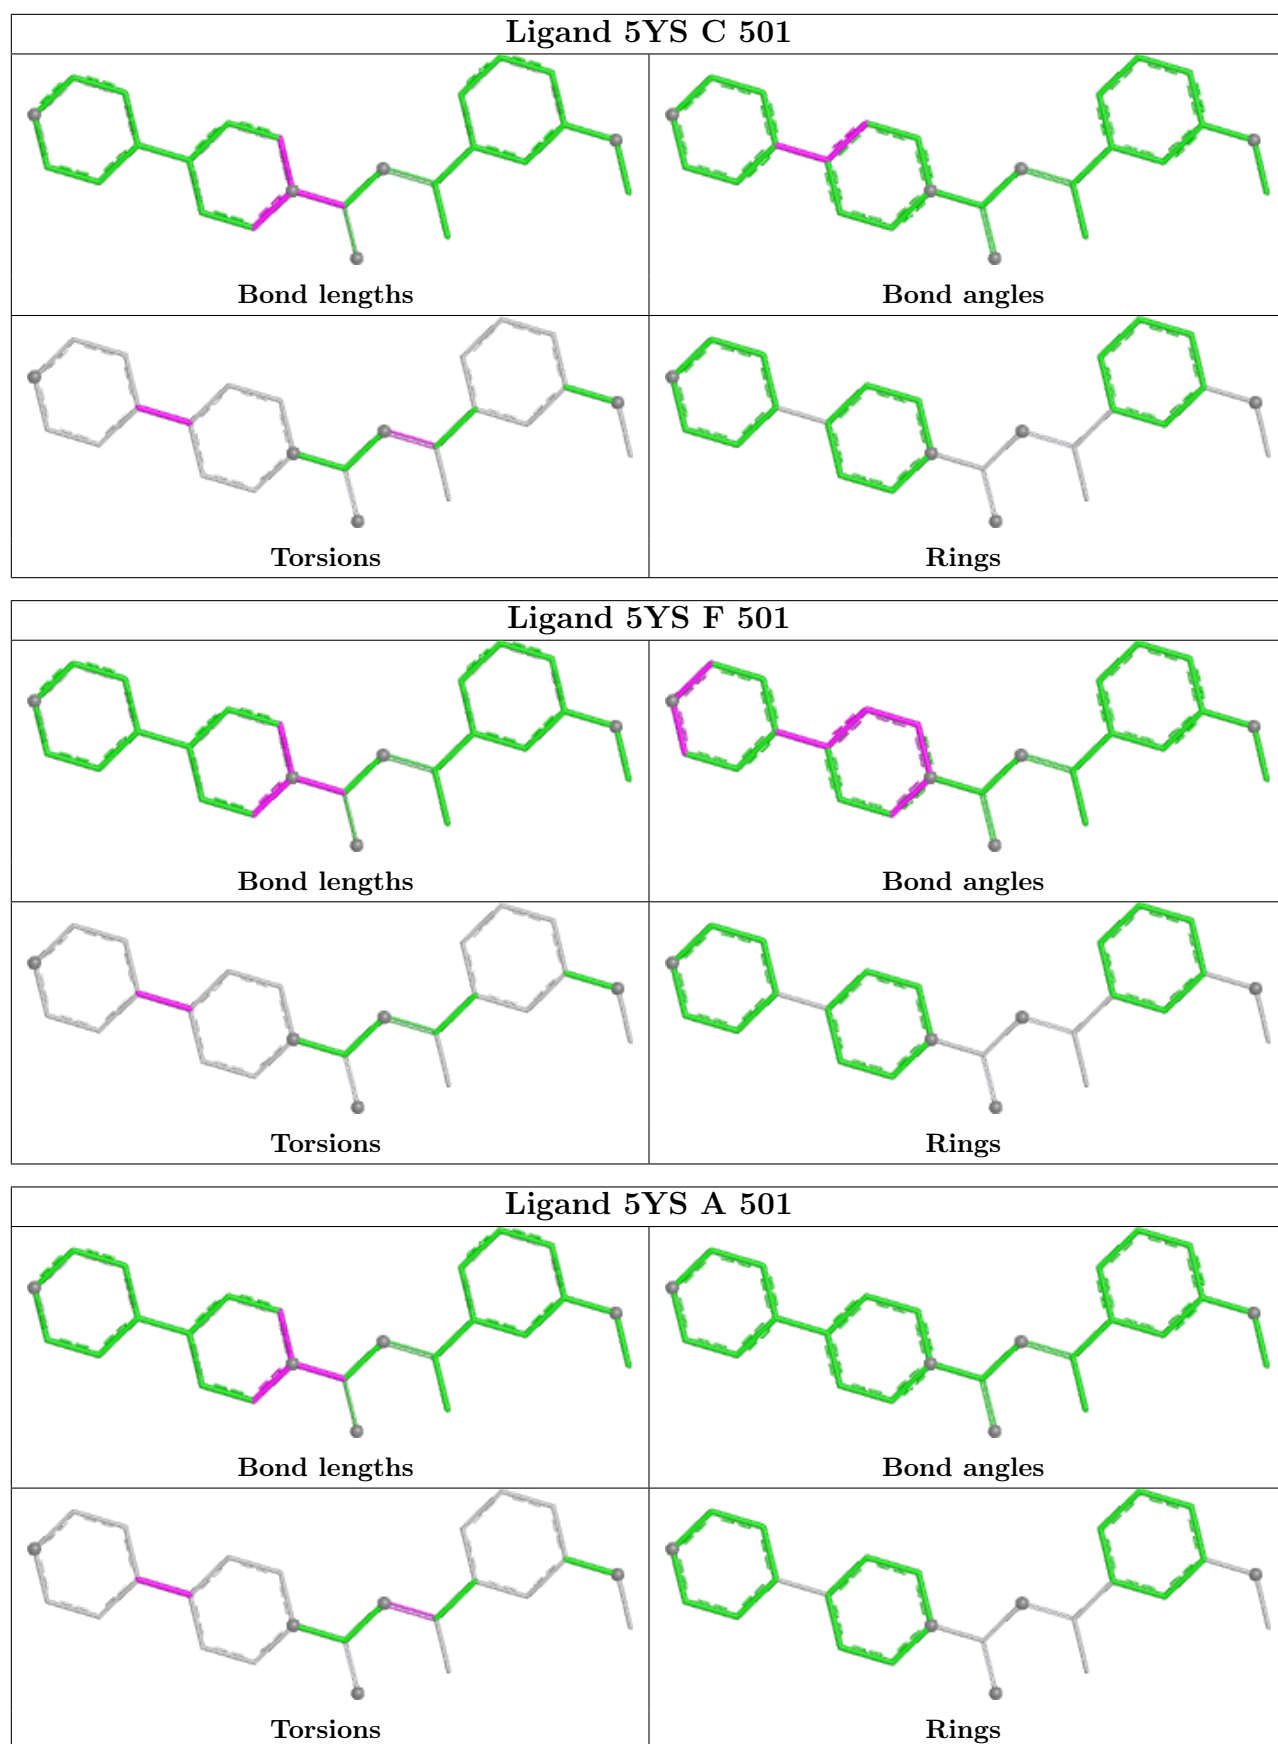 Ligand 5YS C 501
Bond lengths
Bond angles
Torsions
Rings
Ligand 5YS F 501
Bond lengths
Bond angles
Torsions
Rings
Ligand 5YS A 501
Bond lengths
Bond angles
Torsions
Rings